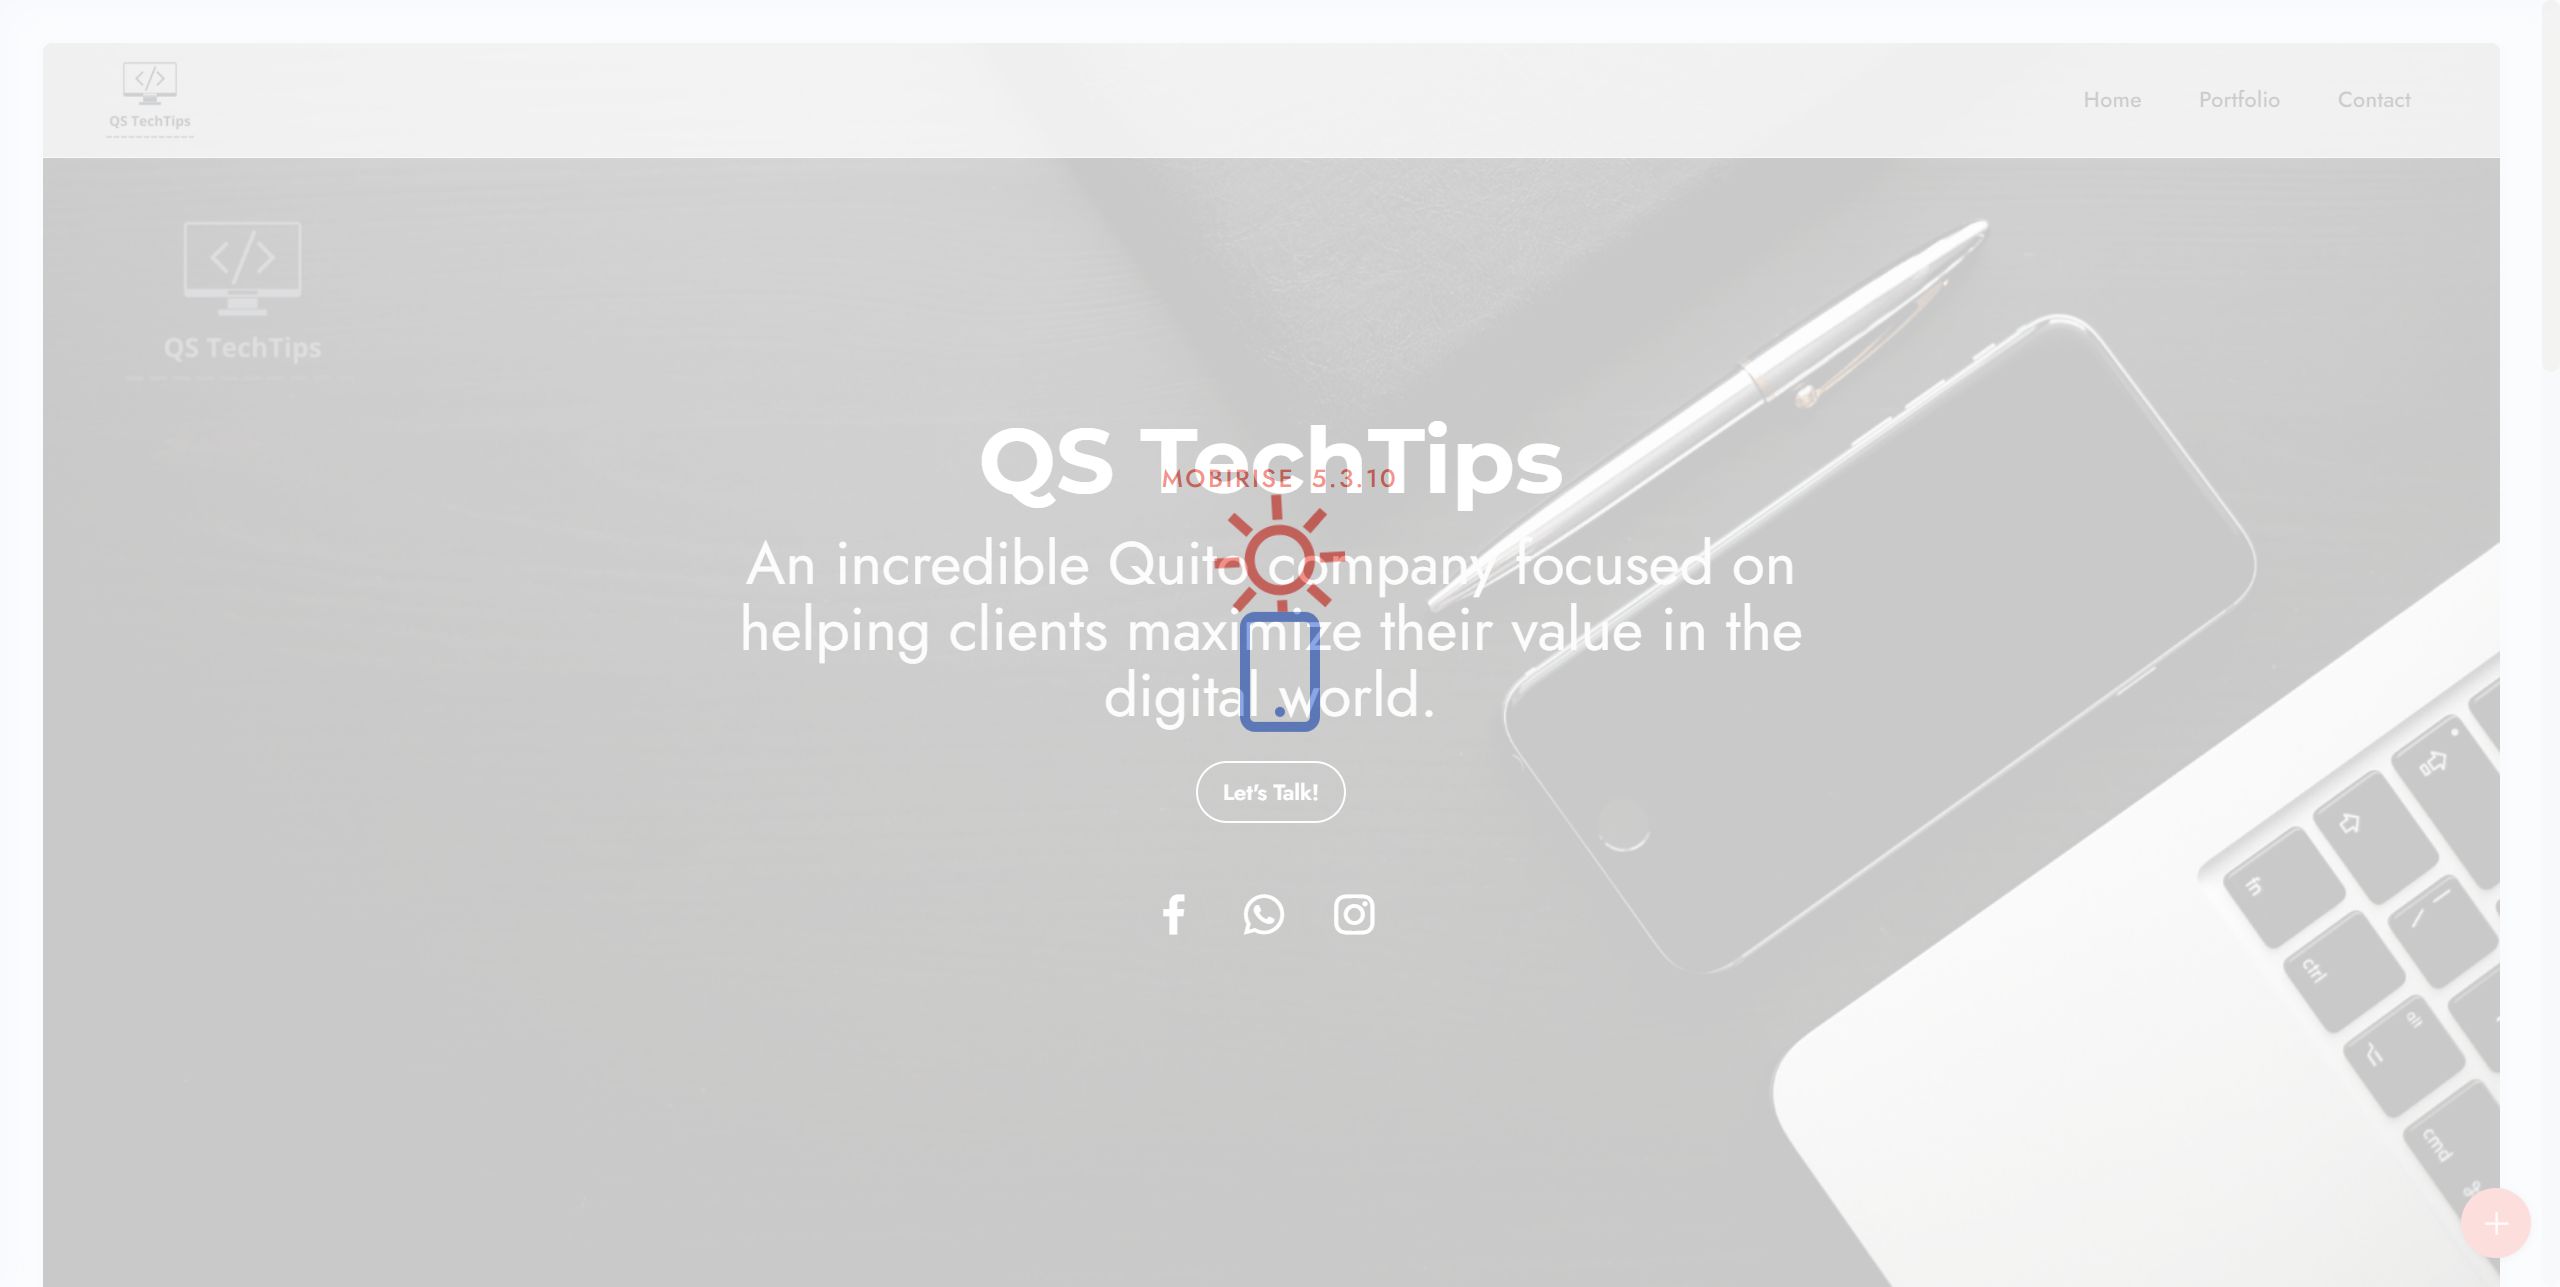 QS TechTips
Home Portfolio Contact
QS TechTips
QS TechTips
MOBIRISE 5.3.10
An incredible Quito company focused on
helping clients maximize their value in the
digital world.
Let's Talk!
fn
ctrl
alt
cmd